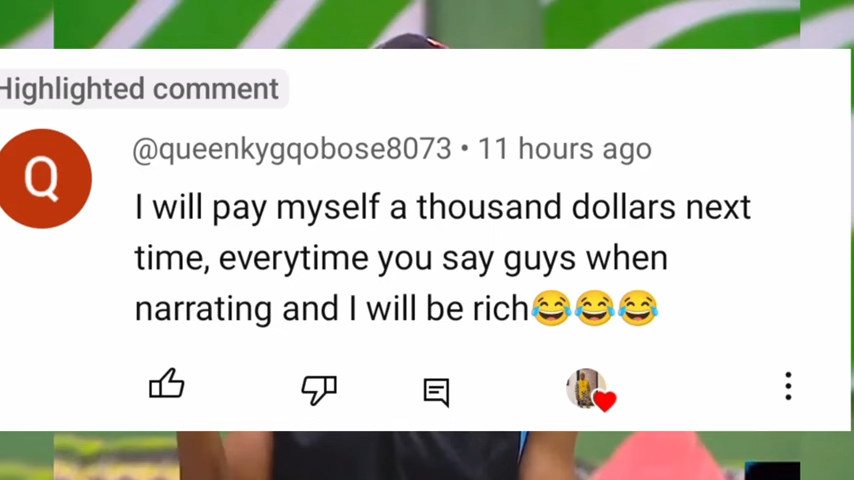 Highlighted comment
Q
@queenkygqobose8073 • 11 hours ago
I will pay myself a thousand dollars next
time, everytime you say guys when
narrating and I will be rich😂😂😂